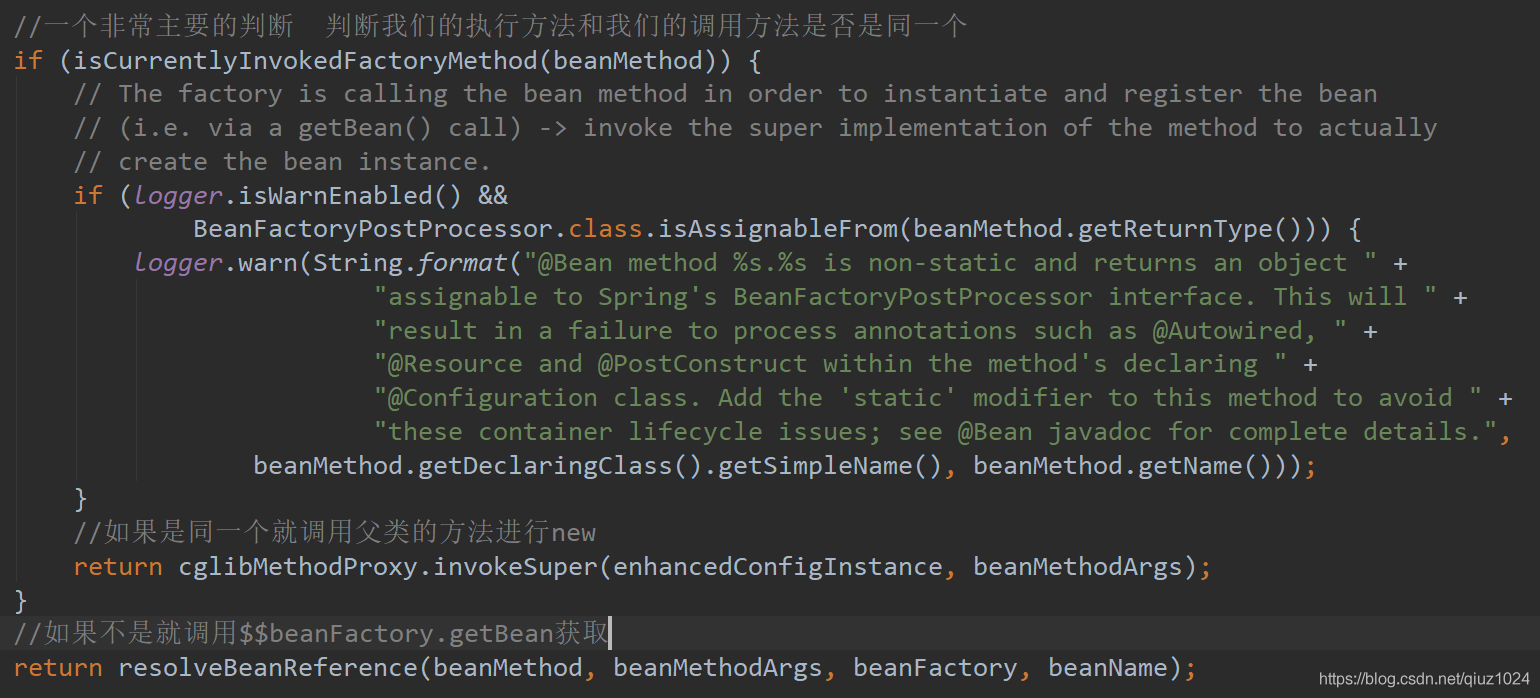 //一个非常主要的判断  判断我们的执行方法和我们的调用方法是否是同一个
if (isCurrentlyInvokedFactoryMethod(beanMethod)) {
    // The factory is calling the bean method in order to instantiate and register the bean
    // (i.e. via a getBean() call) -> invoke the super implementation of the method to actually
    // create the bean instance.
    if (logger.isWarnEnabled() &&
            BeanFactoryPostProcessor.class.isAssignableFrom(beanMethod.getReturnType())) {
        logger.warn(String.format("@Bean method %s.%s is non-static and returns an object " +
                        "assignable to Spring's BeanFactoryPostProcessor interface. This will " +
                        "result in a failure to process annotations such as @Autowired, " +
                        "@Resource and @PostConstruct within the method's declaring " +
                        "@Configuration class. Add the 'static' modifier to this method to avoid " +
                        "these container lifecycle issues; see @Bean javadoc for complete details.",
                beanMethod.getDeclaringClass().getSimpleName(), beanMethod.getName()));
    }
    //如果是同一个就调用父类的方法进行new
    return cglibMethodProxy.invokeSuper(enhancedConfigInstance, beanMethodArgs);
}
//如果不是就调用$$beanFactory.getBean获取
return resolveBeanReference(beanMethod, beanMethodArgs, beanFactory, beanName);
https://blog.csdn.net/qiuz1024